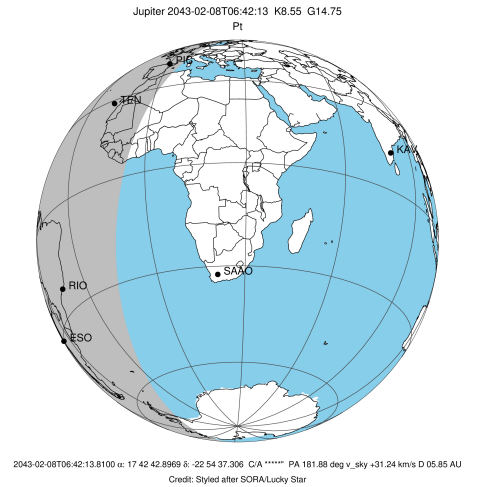 Jupiter 2043-02-08T06:42:13 K8.55 G14.75
Pt
PIC
TEN
KAV
SAAO
RIO
ESO
2043-02-08T06:42:13.8100 α: 17 42 42.8969 δ: -22 54 37.306 C/A *****" PA 181.88 deg v_sky +31.24 km/s D 05.85 AU
Credit: Styled after SORA/Lucky Star